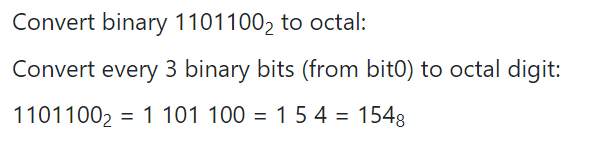 Convert binary 1101100₂ to octal:
Convert every 3 binary bits (from bit0) to octal digit:
1101100₂ = 1 101 100 = 1 5 4 = 154₈